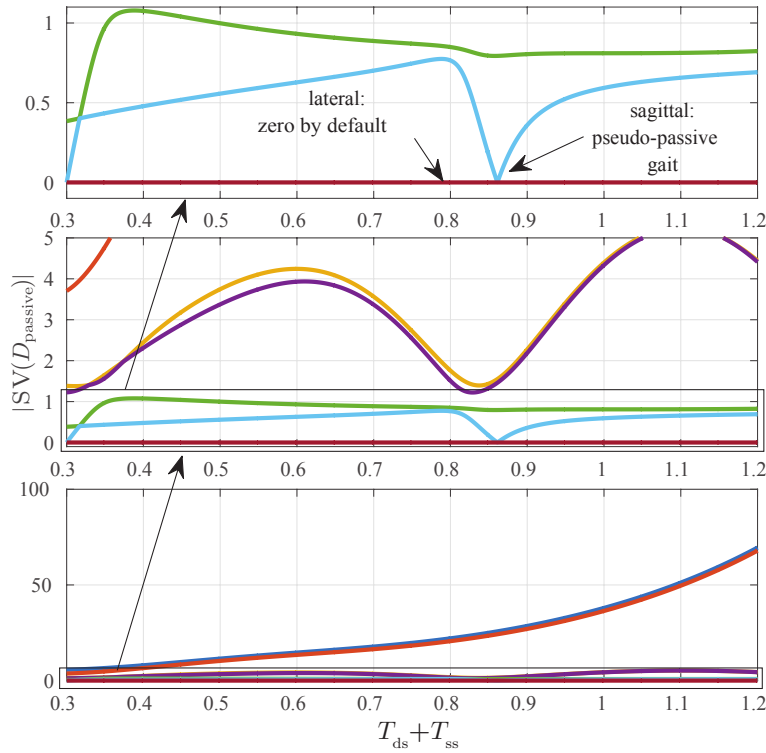 1
0.5
0
lateral:
zero by default
sagittal:
pseudo-passive
gait
0.3 0.4 0.5 0.6 0.7 0.8 0.9 1 1.1 1.2
|SV(D_passive)|
5
4
3
2
1
0
0.3 0.4 0.5 0.6 0.7 0.8 0.9 1 1.1 1.2
100
50
0
0.3 0.4 0.5 0.6 0.7 0.8 0.9 1 1.1 1.2
T_ds+T_ss